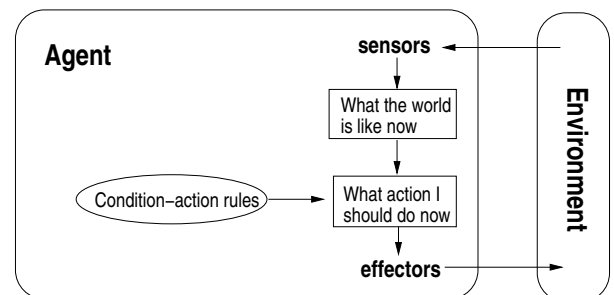 Agent
sensors
What the world
is like now
Condition−action rules
What action I
should do now
effectors
Environment